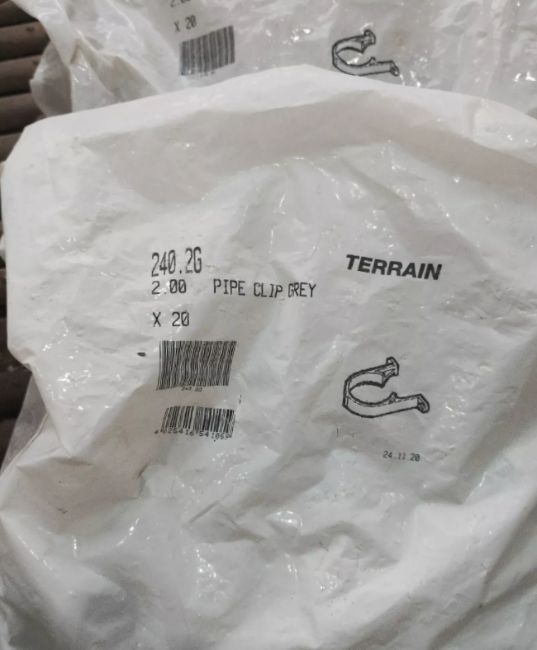 X 20
240.2G
TERRAIN
2.00 PIPE CLIP GREY
X 20
24.11.20